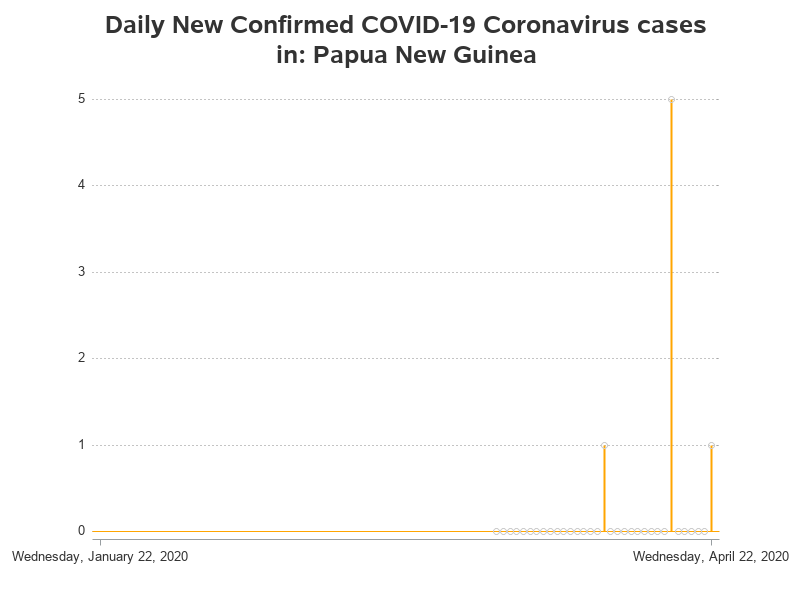 Daily New Confirmed COVID-19 Coronavirus cases
in: Papua New Guinea
5
4
3
2
1
0
Wednesday, January 22, 2020
Wednesday, April 22, 2020